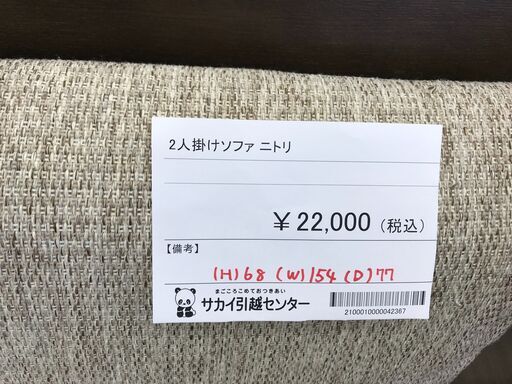 2人掛けソファ ニトリ
￥22,000（税込）
【備考】
(H)68 (W)154 (D)77
まごころこめておつきあい
サカイ引越センター
2100010000042367